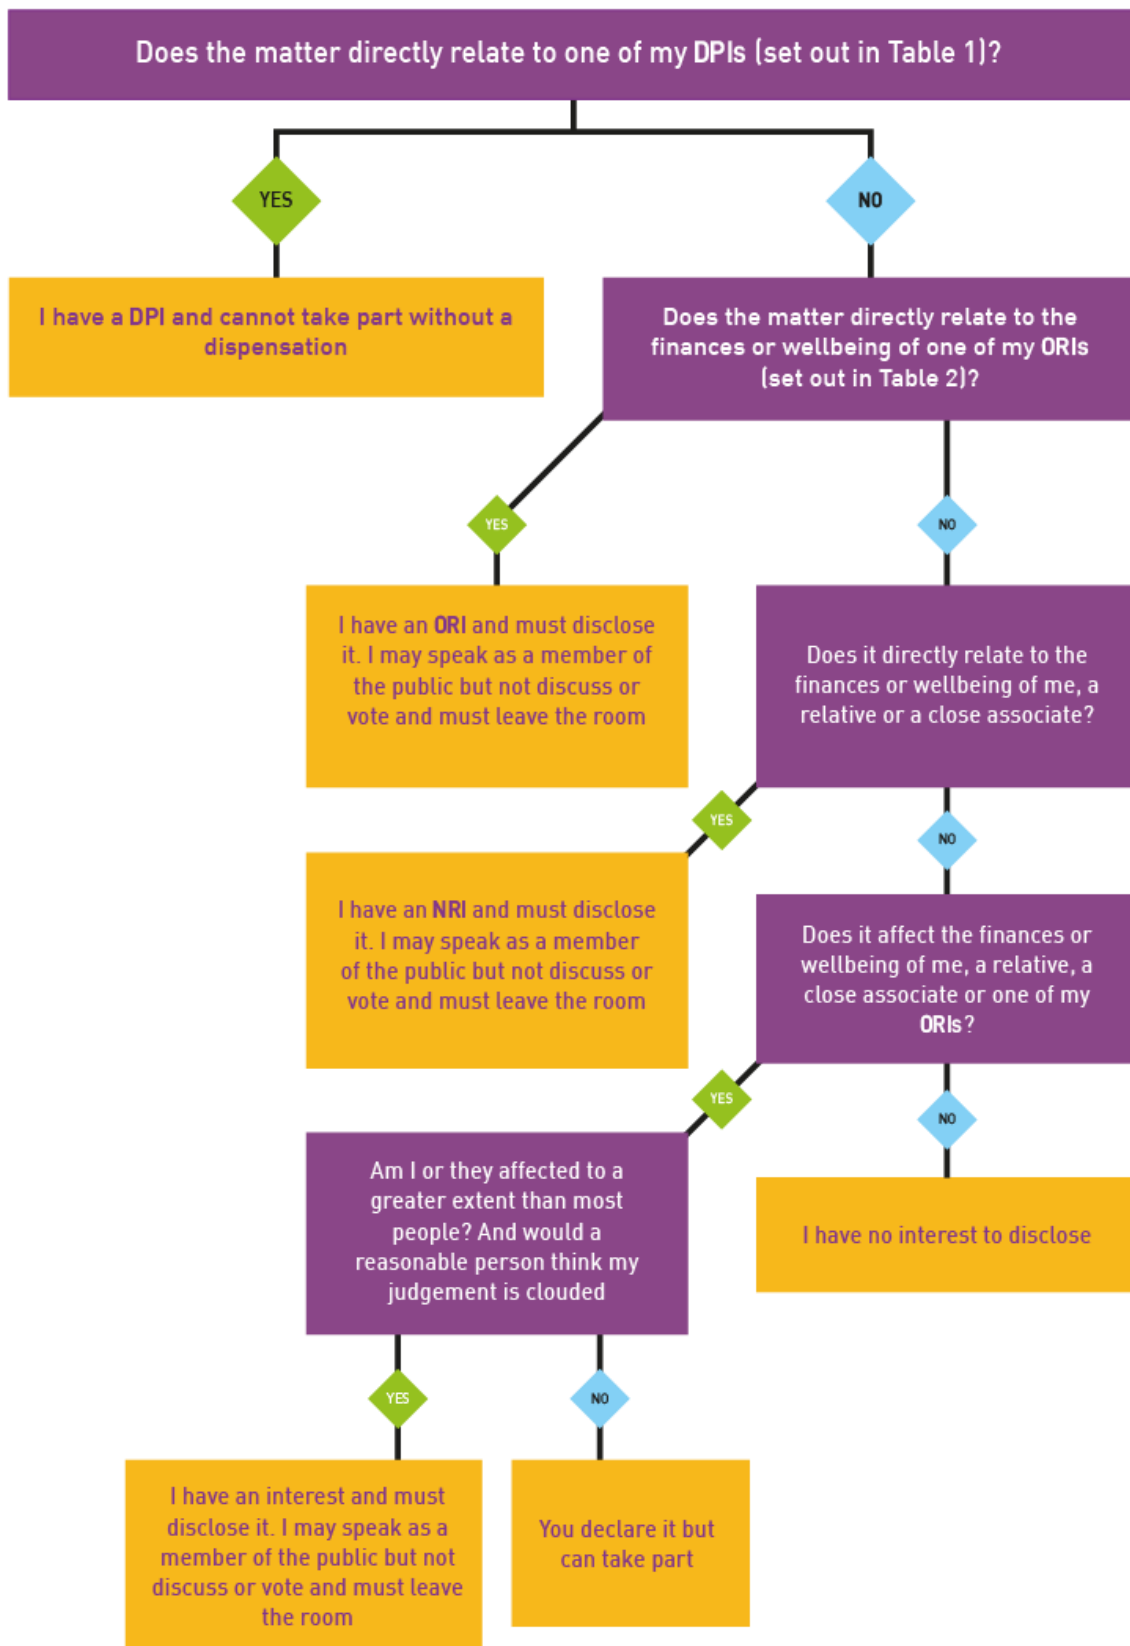 Does the matter directly relate to one of my DPIs (set out in Table 1)?
YES
NO
I have a DPI and cannot take part without a
dispensation
Does the matter directly relate to the
finances or wellbeing of one of my ORIs
(set out in Table 2)?
YES
NO
I have an ORI and must disclose
it. I may speak as a member of
the public but not discuss or
vote and must leave the room
Does it directly relate to the
finances or wellbeing of me, a
relative or a close associate?
YES
NO
I have an NRI and must disclose
it. I may speak as a member
of the public but not discuss or
vote and must leave the room
Does it affect the finances or
wellbeing of me, a relative, a
close associate or one of my
ORIs?
YES
NO
Am I or they affected to a
greater extent than most
people? And would a
reasonable person think my
judgement is clouded
I have no interest to disclose
YES
NO
I have an interest and must
disclose it. I may speak as a
member of the public but not
discuss or vote and must leave
the room
You declare it but
can take part